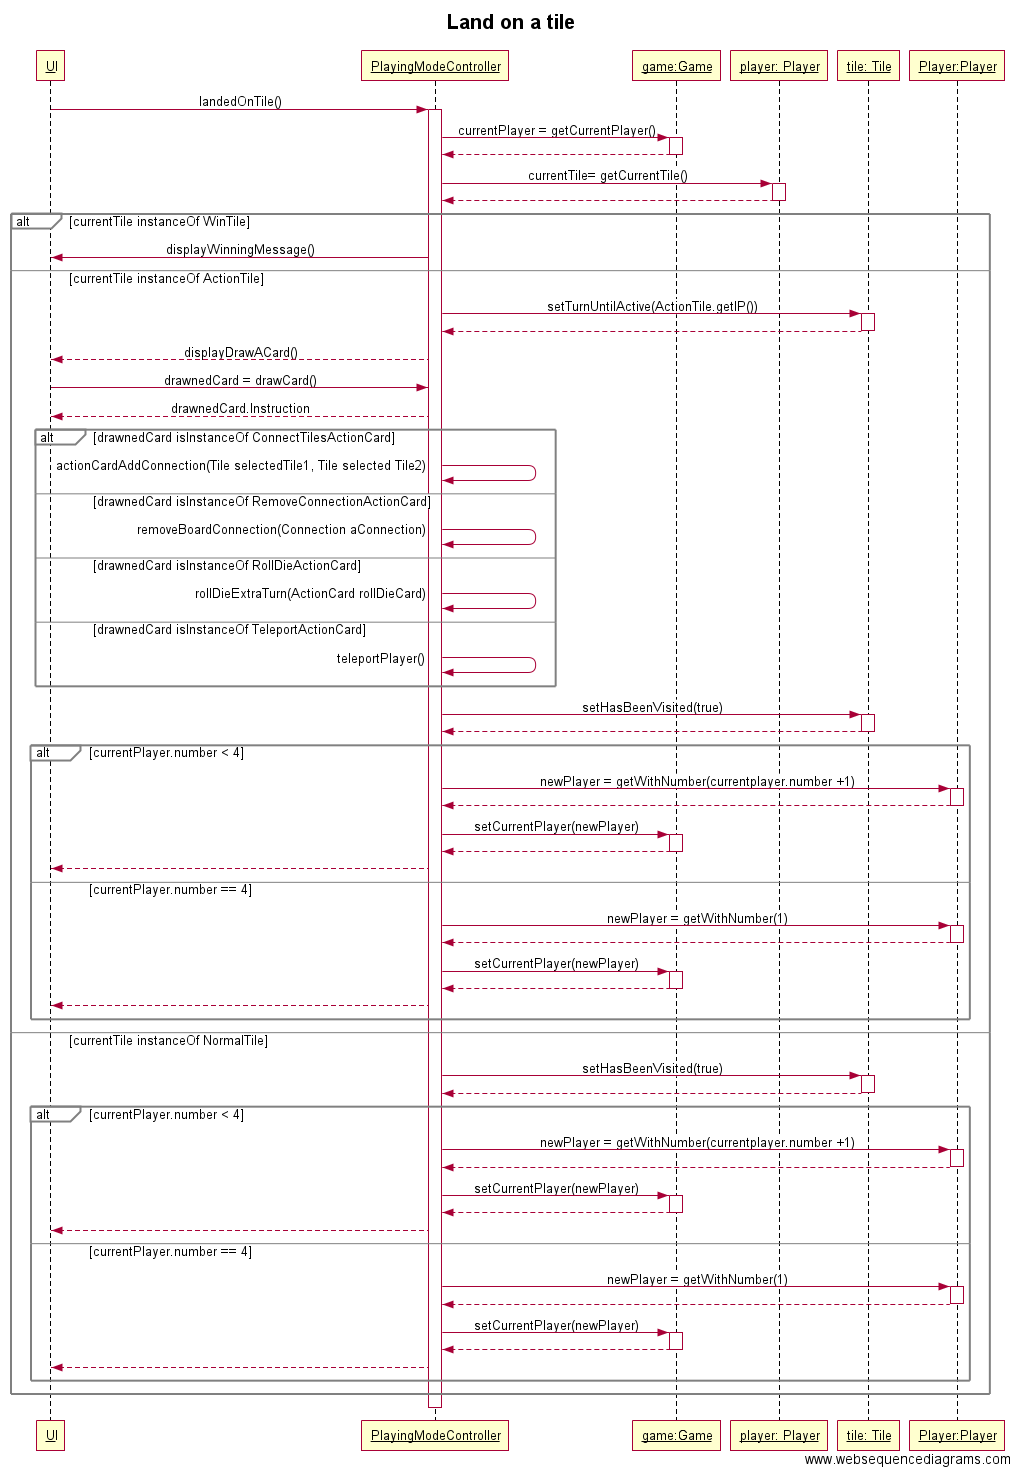 Land on a tile
UI
PlayingModeController
game:Game
player: Player
tile: Tile
Player:Player
landedOnTile()
currentPlayer = getCurrentPlayer()
currentTile= getCurrentTile()
alt
[currentTile instanceOf WinTile]
displayWinningMessage()
[currentTile instanceOf ActionTile]
setTurnUntilActive(ActionTile.getIP())
displayDrawACard()
drawnedCard = drawCard()
drawnedCard.Instruction
alt
[drawnedCard isInstanceOf ConnectTilesActionCard]
actionCardAddConnection(Tile selectedTile1, Tile selected Tile2)
[drawnedCard isInstanceOf RemoveConnectionActionCard]
removeBoardConnection(Connection aConnection)
[drawnedCard isInstanceOf RollDieActionCard]
rollDieExtraTurn(ActionCard rollDieCard)
[drawnedCard isInstanceOf TeleportActionCard]
teleportPlayer()
setHasBeenVisited(true)
alt
[currentPlayer.number < 4]
newPlayer = getWithNumber(currentplayer.number +1)
setCurrentPlayer(newPlayer)
[currentPlayer.number == 4]
newPlayer = getWithNumber(1)
setCurrentPlayer(newPlayer)
[currentTile instanceOf NormalTile]
setHasBeenVisited(true)
alt
[currentPlayer.number < 4]
newPlayer = getWithNumber(currentplayer.number +1)
setCurrentPlayer(newPlayer)
[currentPlayer.number == 4]
newPlayer = getWithNumber(1)
setCurrentPlayer(newPlayer)
UI
PlayingModeController
game:Game
player: Player
tile: Tile
Player:Player
www.websequencediagrams.com